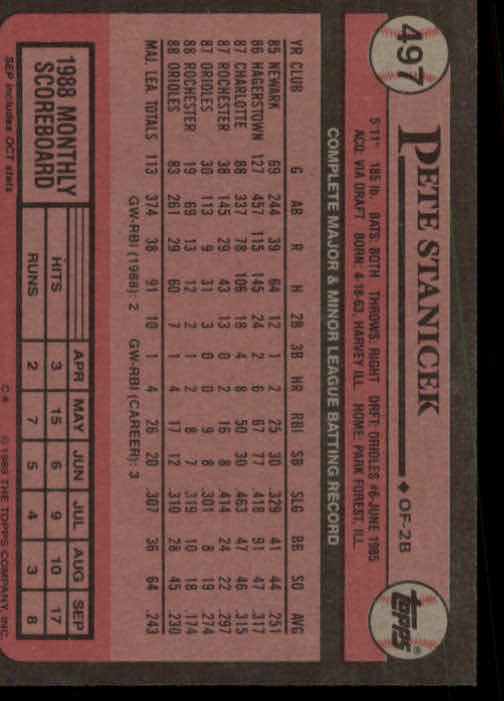 497
PETE STANICEK ◆ OF-2B
topps®
5'11" 185 lb. BATS: BOTH THROWS: RIGHT DRFT: ORIOLES #6-JUNE 1985
ACQ: VIA DRAFT BORN: 4-18-63, HARVEY ILL. HOME: PARK FOREST, ILL.
COMPLETE MAJOR & MINOR LEAGUE BATTING RECORD
YR CLUB G AB R H 2B 3B HR RBI SB SLG BB SO AVG
85 NEWARK 69 244 39 64 12 1 2 25 30 .329 41 44 .251
86 HAGERSTOWN 127 457 115 145 24 2 6 67 77 .418 91 47 .317
87 CHARLOTTE 88 337 78 106 18 4 8 50 30 .463 47 46 .315
87 ROCHESTER 38 145 29 43 13 0 2 16 8 .414 24 22 .297
87 ORIOLES 30 113 9 31 3 0 0 9 8 .301 8 19 .274
88 ROCHESTER 19 69 13 12 2 1 2 8 7 .319 10 18 .174
88 ORIOLES 83 261 29 60 7 1 4 17 12 .310 28 45 .230
MAJ. LEA. TOTALS 113 374 38 91 10 1 4 26 20 .307 36 64 .243
GW-RBI (1988): 2 GW-RBI (CAREER): 3
1988 MONTHLY
SCOREBOARD
APR MAY JUN JUL AUG SEP
HITS 3 15 6 9 10 17
RUNS 2 7 5 4 3 8
SEP includes OCT stats C* © 1989 THE TOPPS COMPANY, INC.